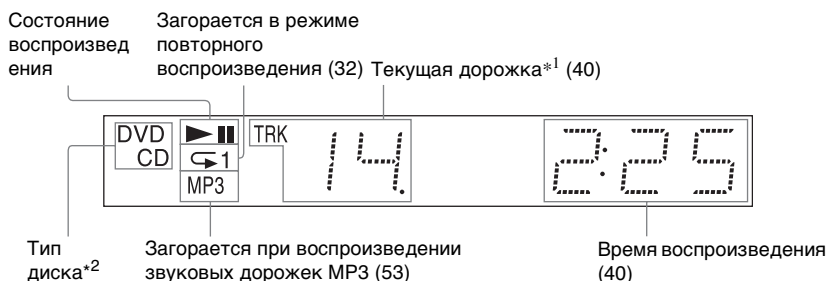 Состояние
воспроизвед
ения
Загорается в режиме
повторного
воспроизведения (32)
Текущая дорожка*1 (40)
DVD
CD
1
MP3
TRK
14.
2:25
Тип
диска*2
Загорается при воспроизведении
звуковых дорожек MP3 (53)
Время воспроизведения
(40)